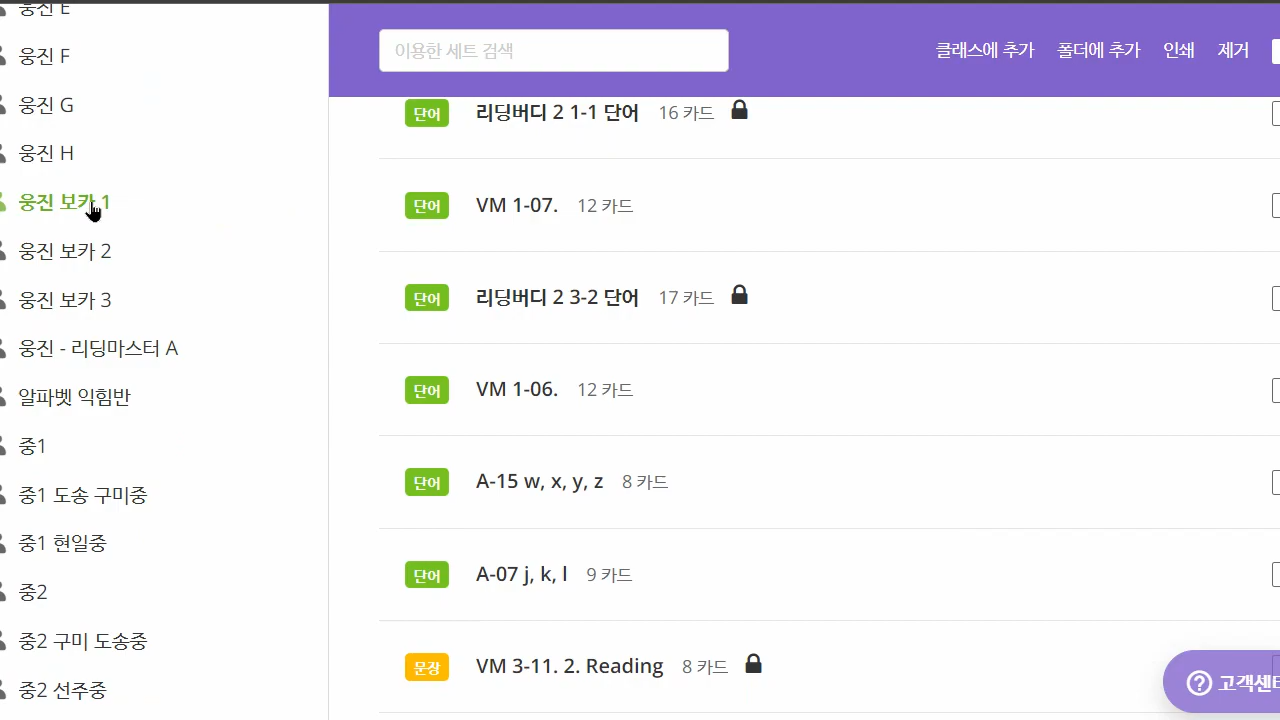 웅진 E
웅진 F
웅진 G
웅진 H
웅진 보카 1
웅진 보카 2
웅진 보카 3
웅진 - 리딩마스터 A
알파벳 익힘반
중1
중1 도송 구미중
중1 현일중
중2
중2 구미 도송중
중2 선주중
이용한 세트 검색
클래스에 추가 폴더에 추가 인쇄 제거
단어 리딩버디 2 1-1 단어 16 카드
단어 VM 1-07. 12 카드
단어 리딩버디 2 3-2 단어 17 카드
단어 VM 1-06. 12 카드
단어 A-15 w, x, y, z 8 카드
단어 A-07 j, k, l 9 카드
문장 VM 3-11. 2. Reading 8 카드
고객센터